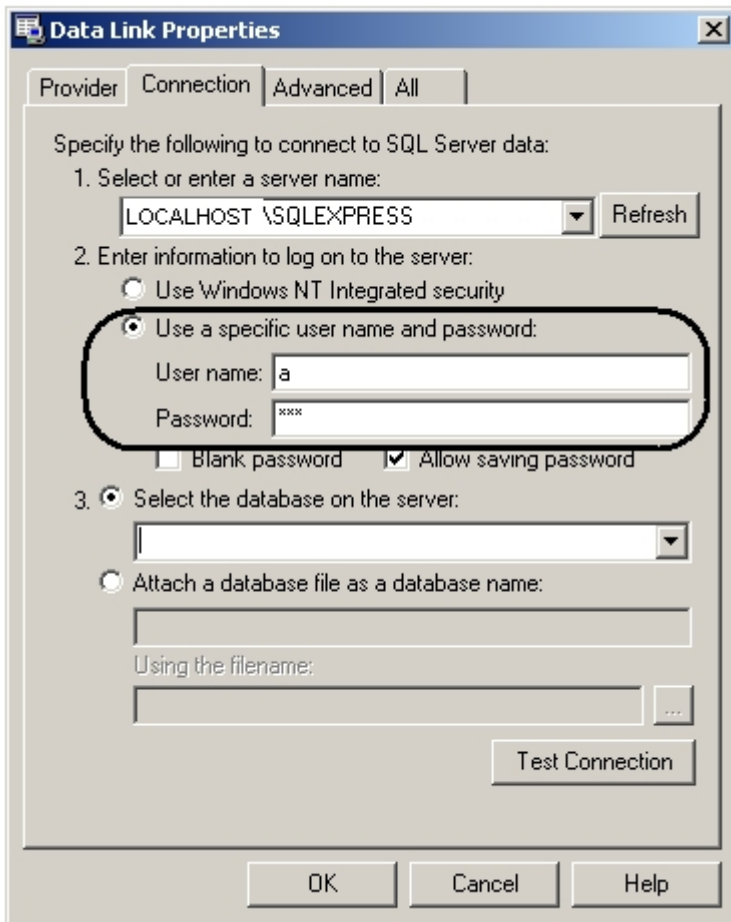 Data Link Properties
Provider Connection Advanced All
Specify the following to connect to SQL Server data:
1. Select or enter a server name:
LOCALHOST \SQLEXPRESS Refresh
2. Enter information to log on to the server:
Use Windows NT Integrated security
Use a specific user name and password:
User name: a
Password: ***
Blank password Allow saving password
3. Select the database on the server:
Attach a database file as a database name:
Using the filename:
...
Test Connection
OK Cancel Help